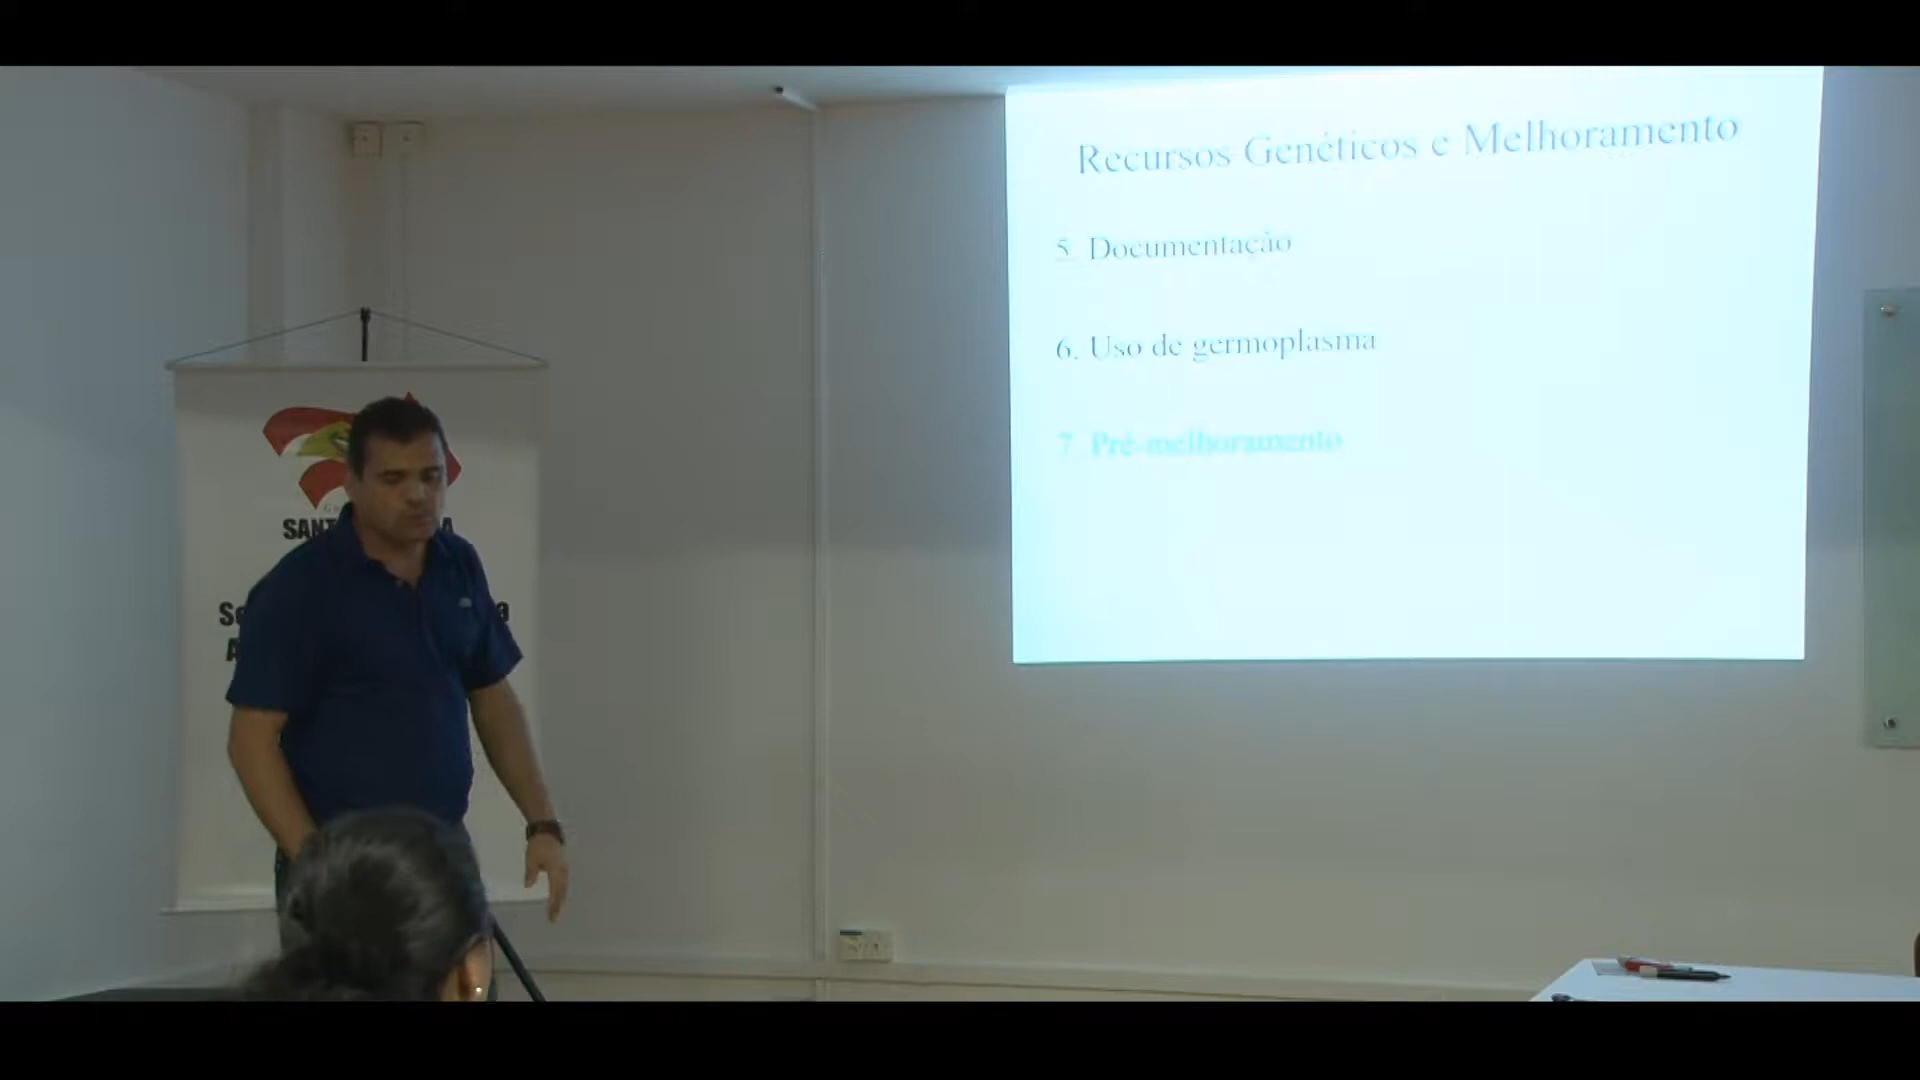 Recursos Genéticos e Melhoramento
5. Documentação
6. Uso de germoplasma
7. Pré-melhoramento